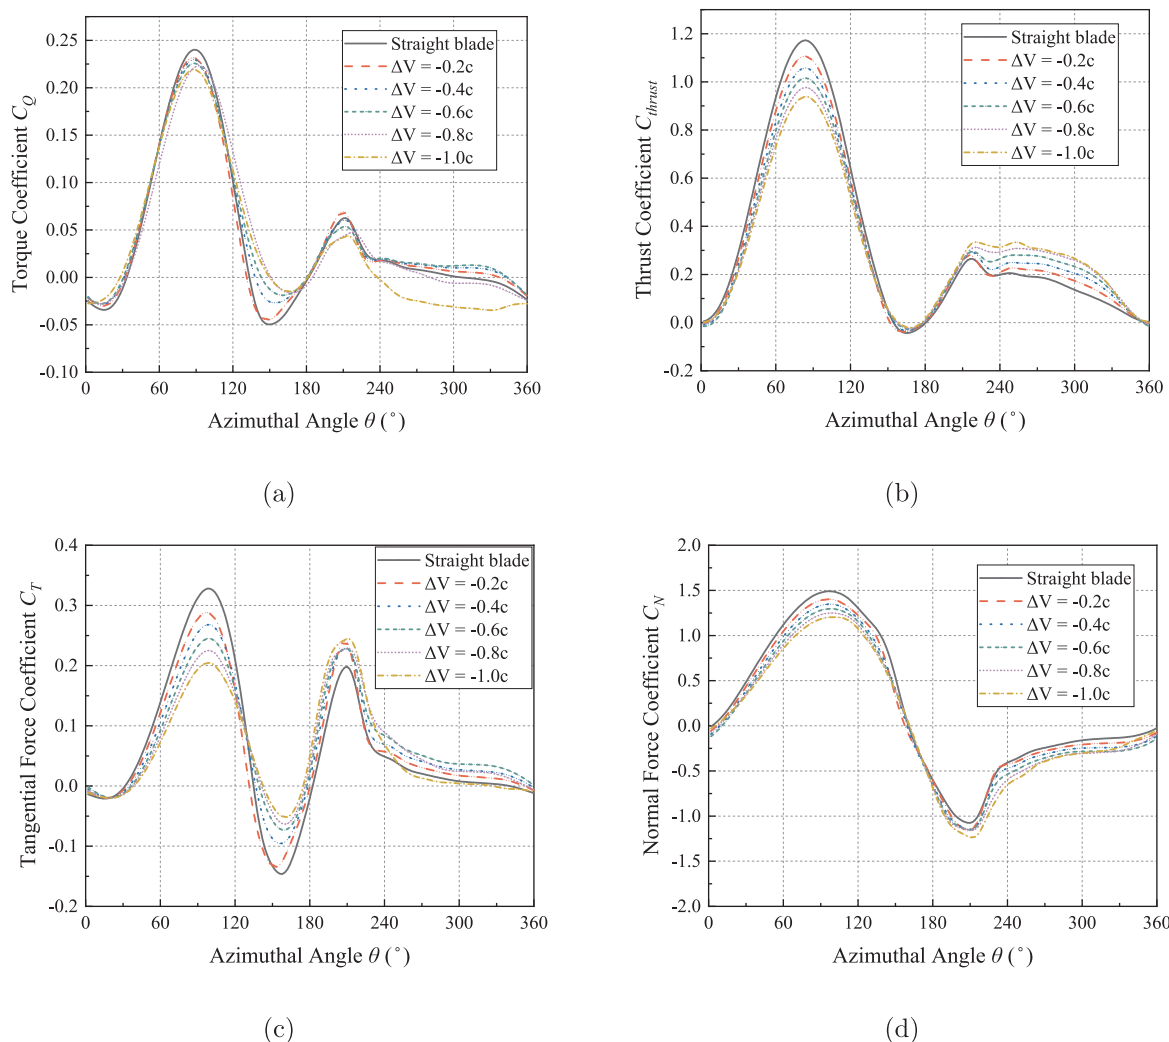 0.25
0.20
0.15
0.10
0.05
0.00
-0.05
-0.10
Torque Coefficient C_Q
0 60 120 180 240 300 360
Azimuthal Angle θ (°)
Straight blade
ΔV = -0.2c
ΔV = -0.4c
ΔV = -0.6c
ΔV = -0.8c
ΔV = -1.0c
(a)
1.2
1.0
0.8
0.6
0.4
0.2
0.0
-0.2
Thrust Coefficient C_thrust
0 60 120 180 240 300 360
Azimuthal Angle θ (°)
Straight blade
ΔV = -0.2c
ΔV = -0.4c
ΔV = -0.6c
ΔV = -0.8c
ΔV = -1.0c
(b)
0.4
0.3
0.2
0.1
0.0
-0.1
-0.2
Tangential Force Coefficient C_T
0 60 120 180 240 300 360
Azimuthal Angle θ (°)
Straight blade
ΔV = -0.2c
ΔV = -0.4c
ΔV = -0.6c
ΔV = -0.8c
ΔV = -1.0c
(c)
2.0
1.5
1.0
0.5
0.0
-0.5
-1.0
-1.5
-2.0
Normal Force Coefficient C_N
0 60 120 180 240 300 360
Azimuthal Angle θ (°)
Straight blade
ΔV = -0.2c
ΔV = -0.4c
ΔV = -0.6c
ΔV = -0.8c
ΔV = -1.0c
(d)